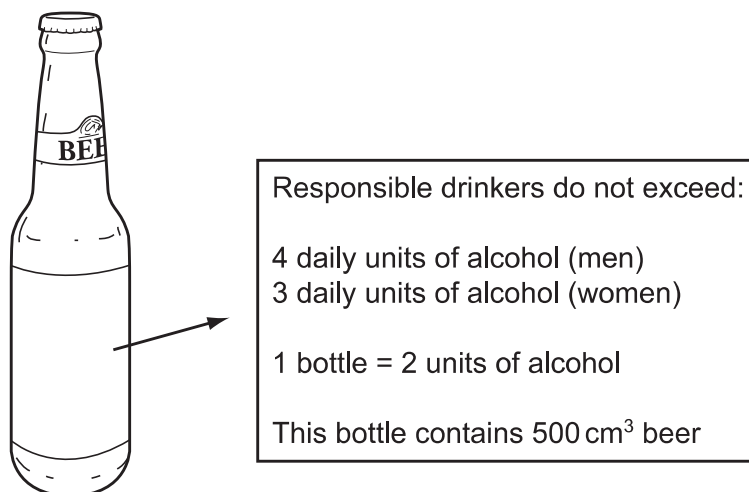 BEE
Responsible drinkers do not exceed:
4 daily units of alcohol (men)
3 daily units of alcohol (women)
1 bottle = 2 units of alcohol
This bottle contains 500 cm³ beer